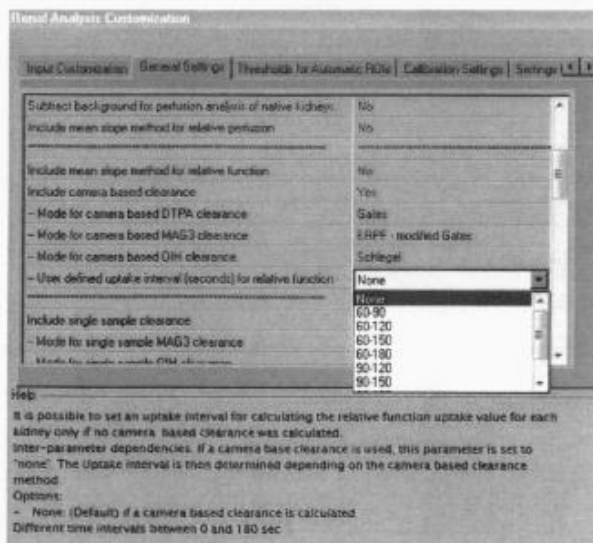 Renal Analysis Customization
Input Customization General Settings Thresholds for Automatic ROIs Calibration Settings Settings
Subtract background for perfusion analysis of native kidneys No
Include mean slope method for relative perfusion No
Include mean slope method for relative function No
Include camera based clearance Yes
- Mode for camera based DTPA clearance Gates
- Mode for camera based MAG3 clearance ERPF - modified Gates
- Mode for camera based OIH clearance Schlegel
- User defined uptake interval (seconds) for relative function None
None
60-90
60-120
Include single sample clearance 60-150
60-180
- Mode for single sample MAG3 clearance 90-120
90-150
Help
It is possible to set an uptake interval for calculating the relative function uptake value for each
kidney only if no camera based clearance was calculated.
Inter-parameter dependencies: If a camera base clearance is used, this parameter is set to
"none". The Uptake interval is then determined depending on the camera based clearance
method.
Options:
- None: (Default) if a camera based clearance is calculated
Different time intervals between 0 and 180 sec